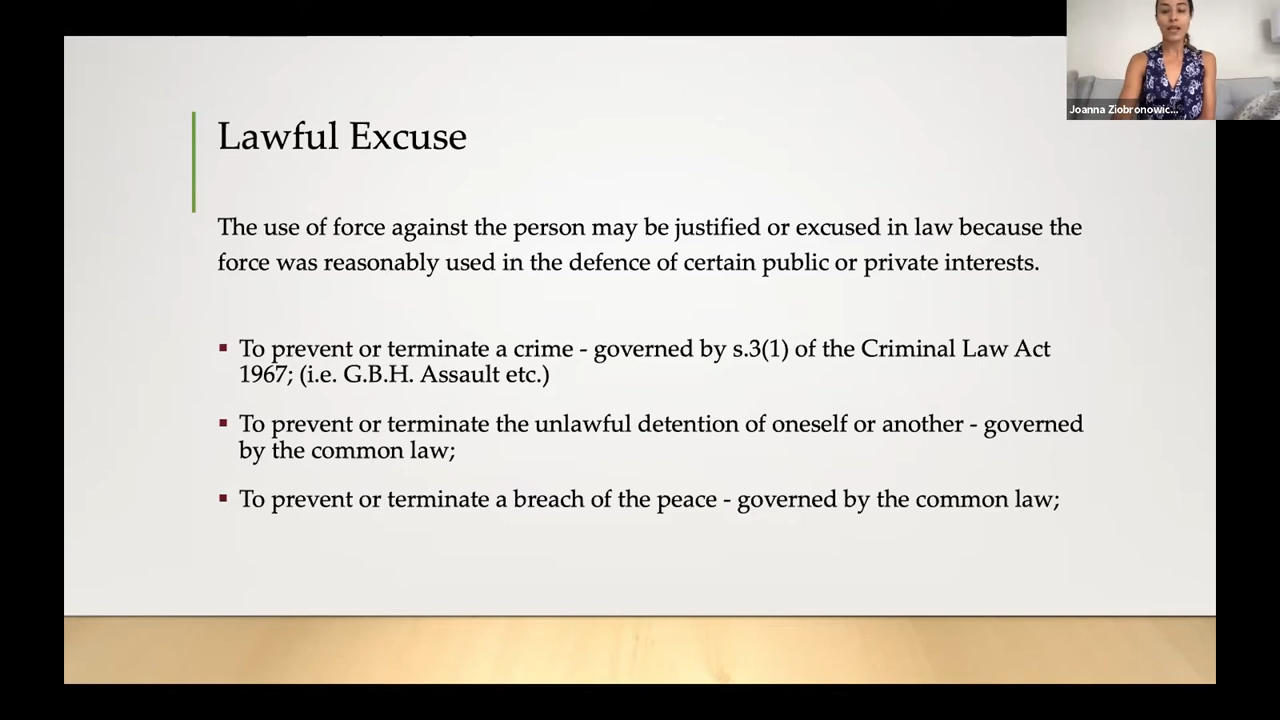 Joanna Ziobronowic...
Lawful Excuse
The use of force against the person may be justified or excused in law because the
force was reasonably used in the defence of certain public or private interests.
▪ To prevent or terminate a crime - governed by s.3(1) of the Criminal Law Act
1967; (i.e. G.B.H. Assault etc.)
▪ To prevent or terminate the unlawful detention of oneself or another - governed
by the common law;
▪ To prevent or terminate a breach of the peace - governed by the common law;